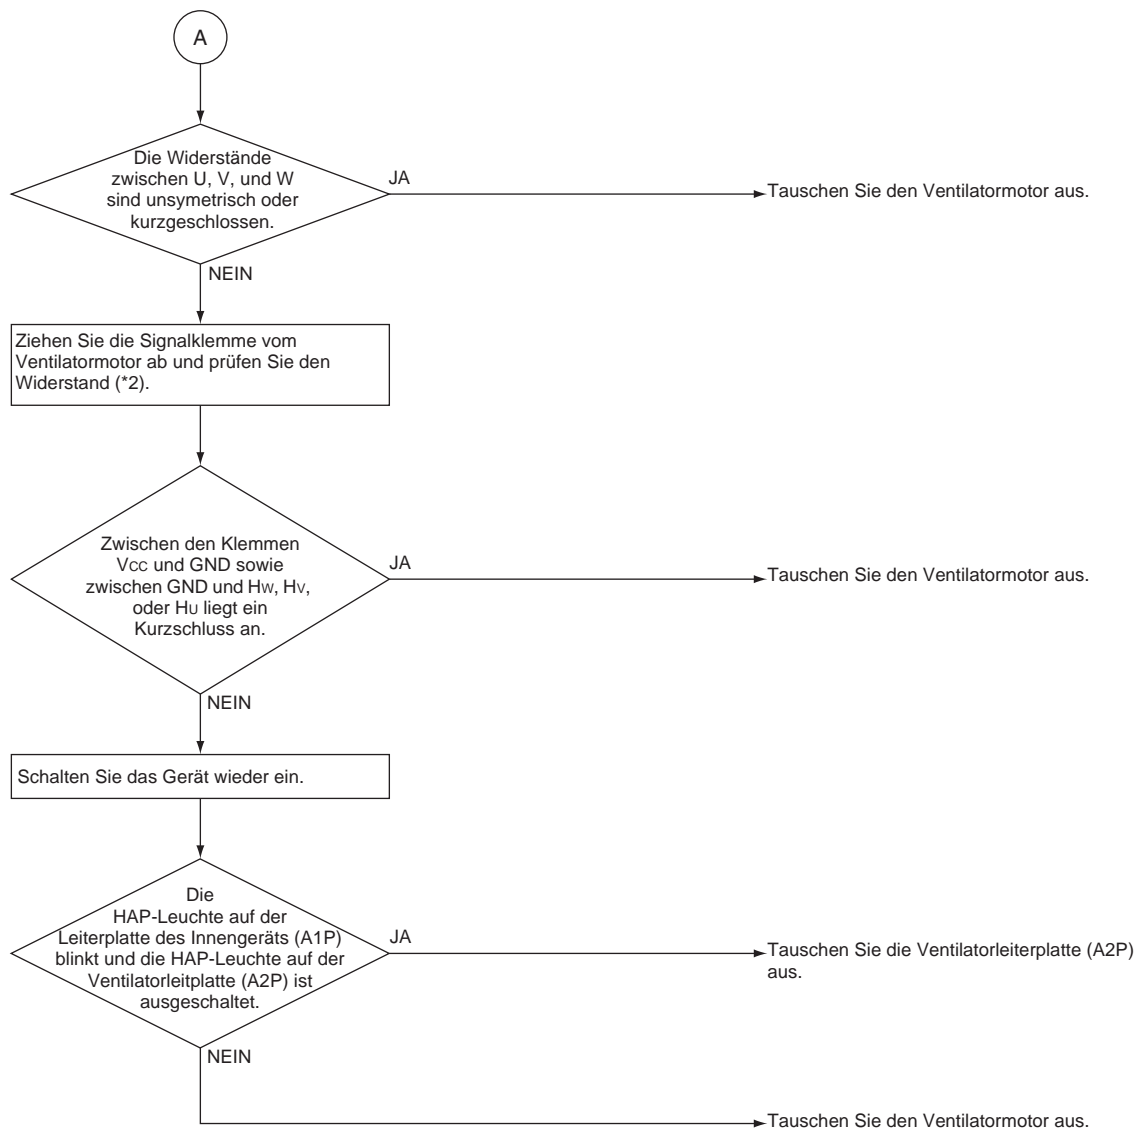 A
Die Widerstände
zwischen U, V, und W
sind unsymetrisch oder
kurzgeschlossen.
JA
Tauschen Sie den Ventilatormotor aus.
NEIN
Ziehen Sie die Signalklemme vom
Ventilatormotor ab und prüfen Sie den
Widerstand (*2).
Zwischen den Klemmen
Vcc und GND sowie
zwischen GND und Hw, Hv,
oder Hu liegt ein
Kurzschluss an.
JA
Tauschen Sie den Ventilatormotor aus.
NEIN
Schalten Sie das Gerät wieder ein.
Die
HAP-Leuchte auf der
Leiterplatte des Innengeräts (A1P)
blinkt und die HAP-Leuchte auf der
Ventilatorleitplatte (A2P) ist
ausgeschaltet.
JA
Tauschen Sie die Ventilatorleiterplatte (A2P)
aus.
NEIN
Tauschen Sie den Ventilatormotor aus.